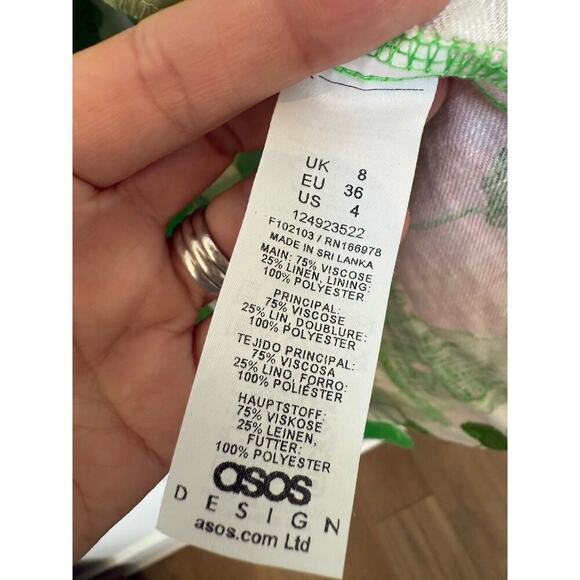 UK 8
EU 36
US 4
124923522
F102103 / RN166978
MADE IN SRI LANKA
MAIN: 75% VISCOSE
25% LINEN, LINING:
100% POLYESTER
PRINCIPAL:
75% VISCOSE
25% LIN, DOUBLURE:
100% POLYESTER
TEJIDO PRINCIPAL:
75% VISCOSA
25% LINO, FORRO:
100% POLIÉSTER
HAUPTSTOFF:
75% VISKOSE
25% LEINEN,
FUTTER:
100% POLYESTER
asos
DESIGN
asos.com Ltd